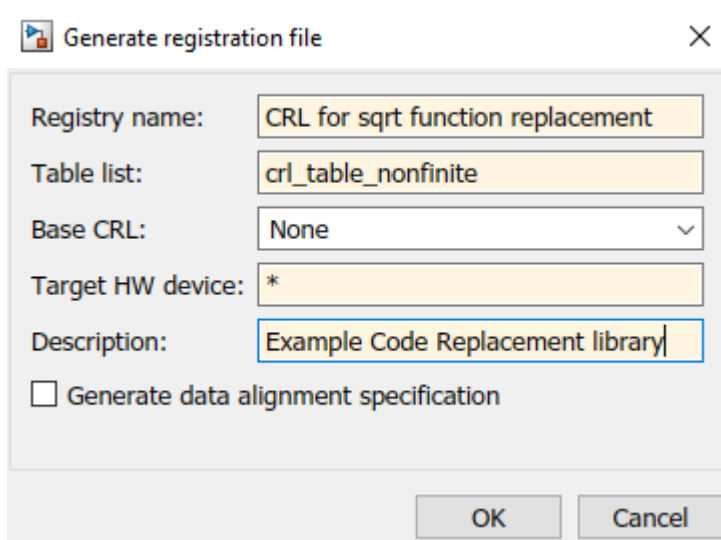 Generate registration file
Registry name: CRL for sqrt function replacement
Table list: crl_table_nonfinite
Base CRL: None
Target HW device: *
Description: Example Code Replacement library
Generate data alignment specification
OK Cancel